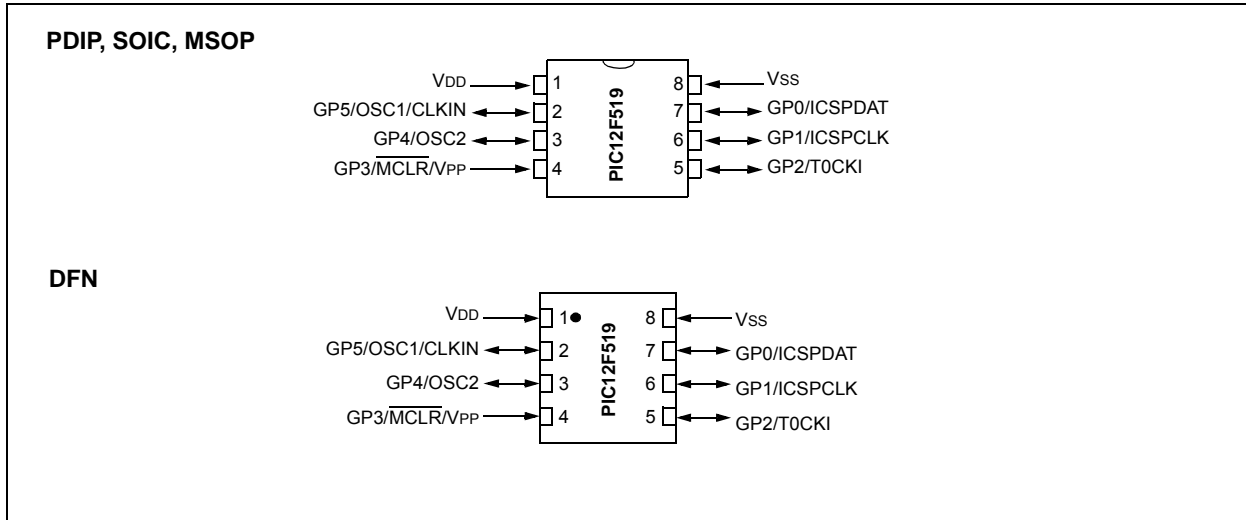 PDIP, SOIC, MSOP
VDD 1 8 VSS
GP5/OSC1/CLKIN 2 7 GP0/ICSPDAT
GP4/OSC2 3 6 GP1/ICSPCLK
GP3/MCLR/VPP 4 5 GP2/T0CKI
PIC12F519
DFN
VDD 1 8 VSS
GP5/OSC1/CLKIN 2 7 GP0/ICSPDAT
GP4/OSC2 3 6 GP1/ICSPCLK
GP3/MCLR/VPP 4 5 GP2/T0CKI
PIC12F519